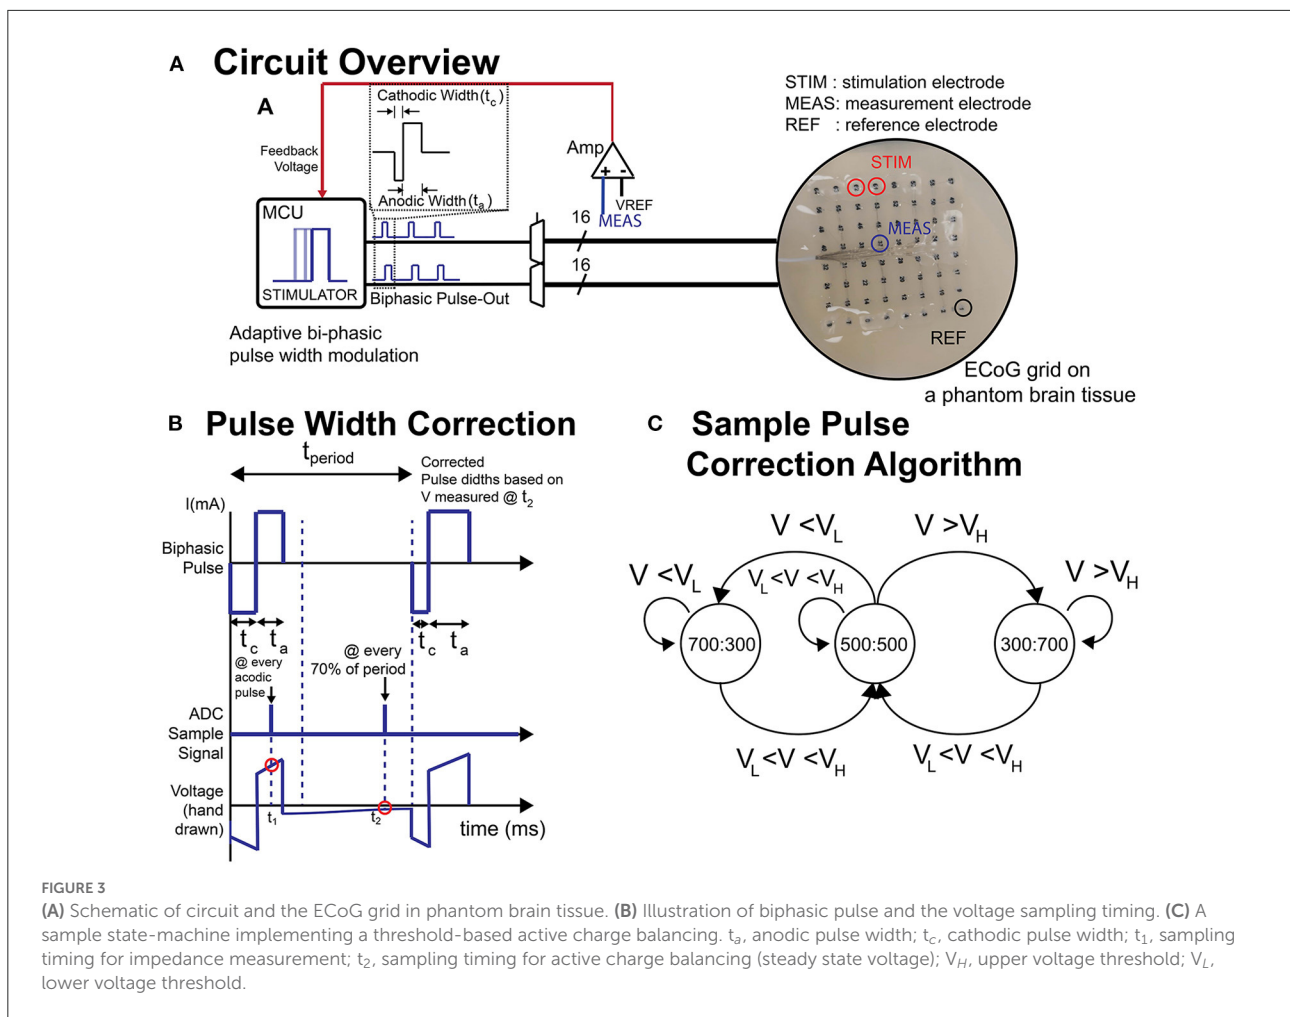 A Circuit Overview
A
Cathodic Width(tc)
Feedback
Voltage
Anodic Width(ta)
Amp
+ -
VREF
MEAS
STIM : stimulation electrode
MEAS: measurement electrode
REF : reference electrode
STIM
MEAS
REF
MCU
STIMULATOR
16
16
Biphasic Pulse-Out
Adaptive bi-phasic
pulse width modulation
ECoG grid on
a phantom brain tissue
B Pulse Width Correction
tperiod
Corrected
Pulse didths based on
V measured @ t2
I(mA)
Biphasic
Pulse
tc ta
tc ta
@ every
acodic
pulse
@ every
70% of period
ADC
Sample
Signal
Voltage
(hand
drawn)
t1
t2
time (ms)
C Sample Pulse
Correction Algorithm
V <VL
V >VH
V <VL
VL<V <VH
V >VH
700:300
500:500
300:700
VL<V <VH
VL<V <VH
FIGURE 3
(A) Schematic of circuit and the ECoG grid in phantom brain tissue. (B) Illustration of biphasic pulse and the voltage sampling timing. (C) A
sample state-machine implementing a threshold-based active charge balancing. ta, anodic pulse width; tc, cathodic pulse width; t1, sampling
timing for impedance measurement; t2, sampling timing for active charge balancing (steady state voltage); VH, upper voltage threshold; VL,
lower voltage threshold.